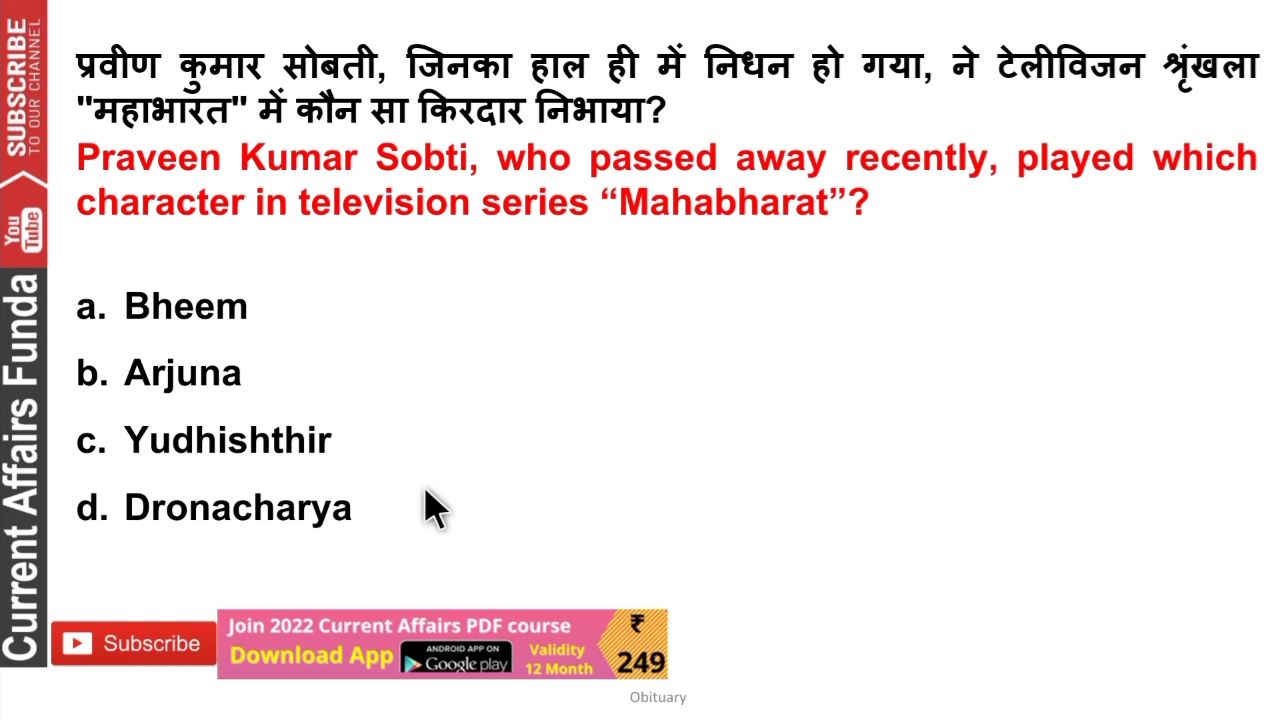 प्रवीण कुमार सोबती, जिनका हाल ही में निधन हो गया, ने टेलीविजन श्रृंखला
"महाभारत" में कौन सा किरदार निभाया?
Praveen Kumar Sobti, who passed away recently, played which
character in television series “Mahabharat”?
a. Bheem
b. Arjuna
c. Yudhishthir
d. Dronacharya
SUBSCRIBE
TO OUR CHANNEL
You
Tube
Current Affairs Funda
Subscribe
Join 2022 Current Affairs PDF course
Download App
ANDROID APP ON
Google play
Validity
12 Month
₹
249
Obituary